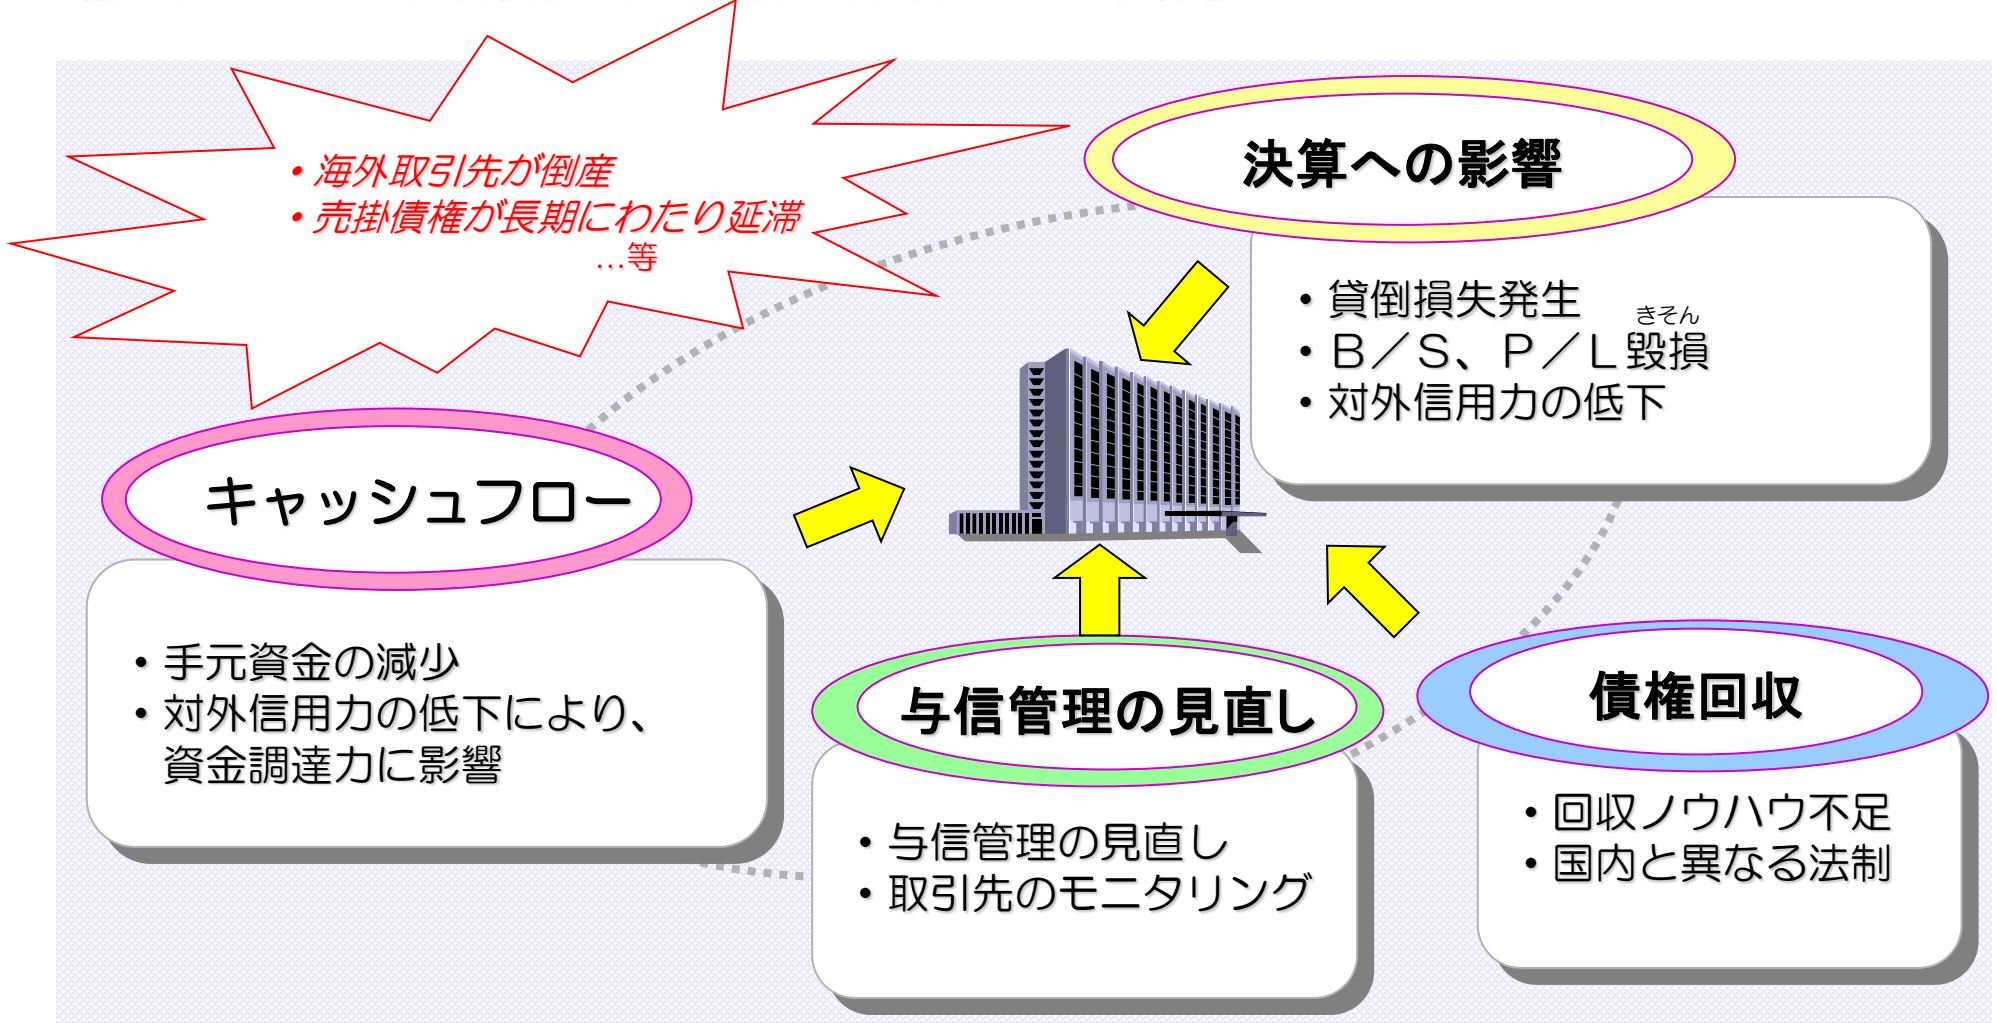 ・海外取引先が倒産
・売掛債権が長期にわたり延滞
…等
決算への影響
・貸倒損失発生
きそん
・Ｂ／Ｓ、Ｐ／Ｌ毀損
・対外信用力の低下
キャッシュフロー
・手元資金の減少
・対外信用力の低下により、
資金調達力に影響
与信管理の見直し
・与信管理の見直し
・取引先のモニタリング
債権回収
・回収ノウハウ不足
・国内と異なる法制